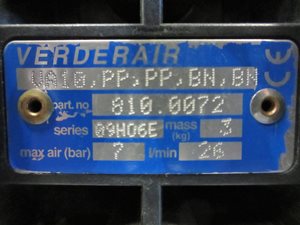 VERDERAIR
VA10,PP,PP,BN,BN CE
part. no 810.0072
series 09H06E mass (kg) 3
max air (bar) 7 l/min 26